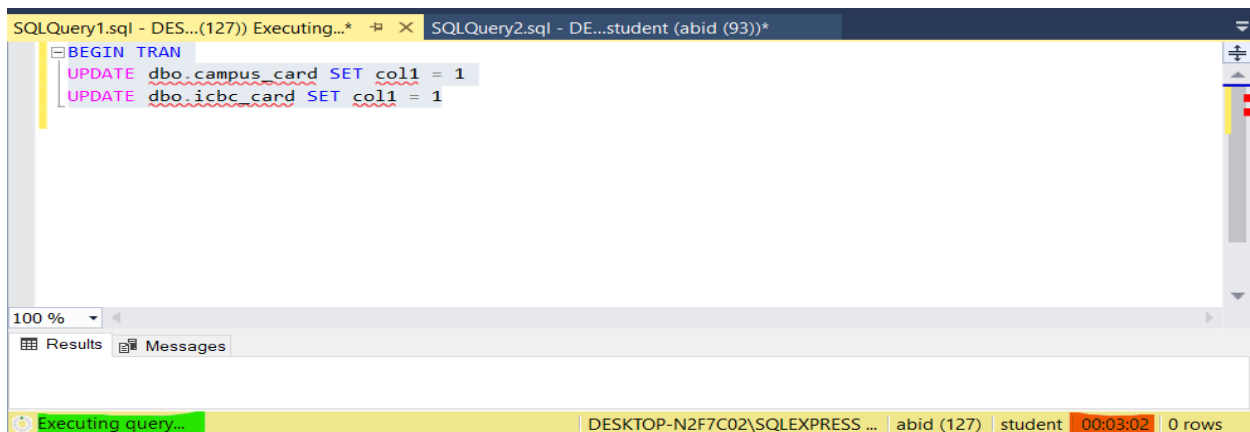 SQLQuery1.sql - DES...(127)) Executing...* SQLQuery2.sql - DE...student (abid (93))*
BEGIN TRAN
UPDATE dbo.campus_card SET col1 = 1
UPDATE dbo.icbc_card SET col1 = 1
100 %
Results Messages
Executing query... DESKTOP-N2F7C02\SQLEXPRESS ... abid (127) student 00:03:02 0 rows